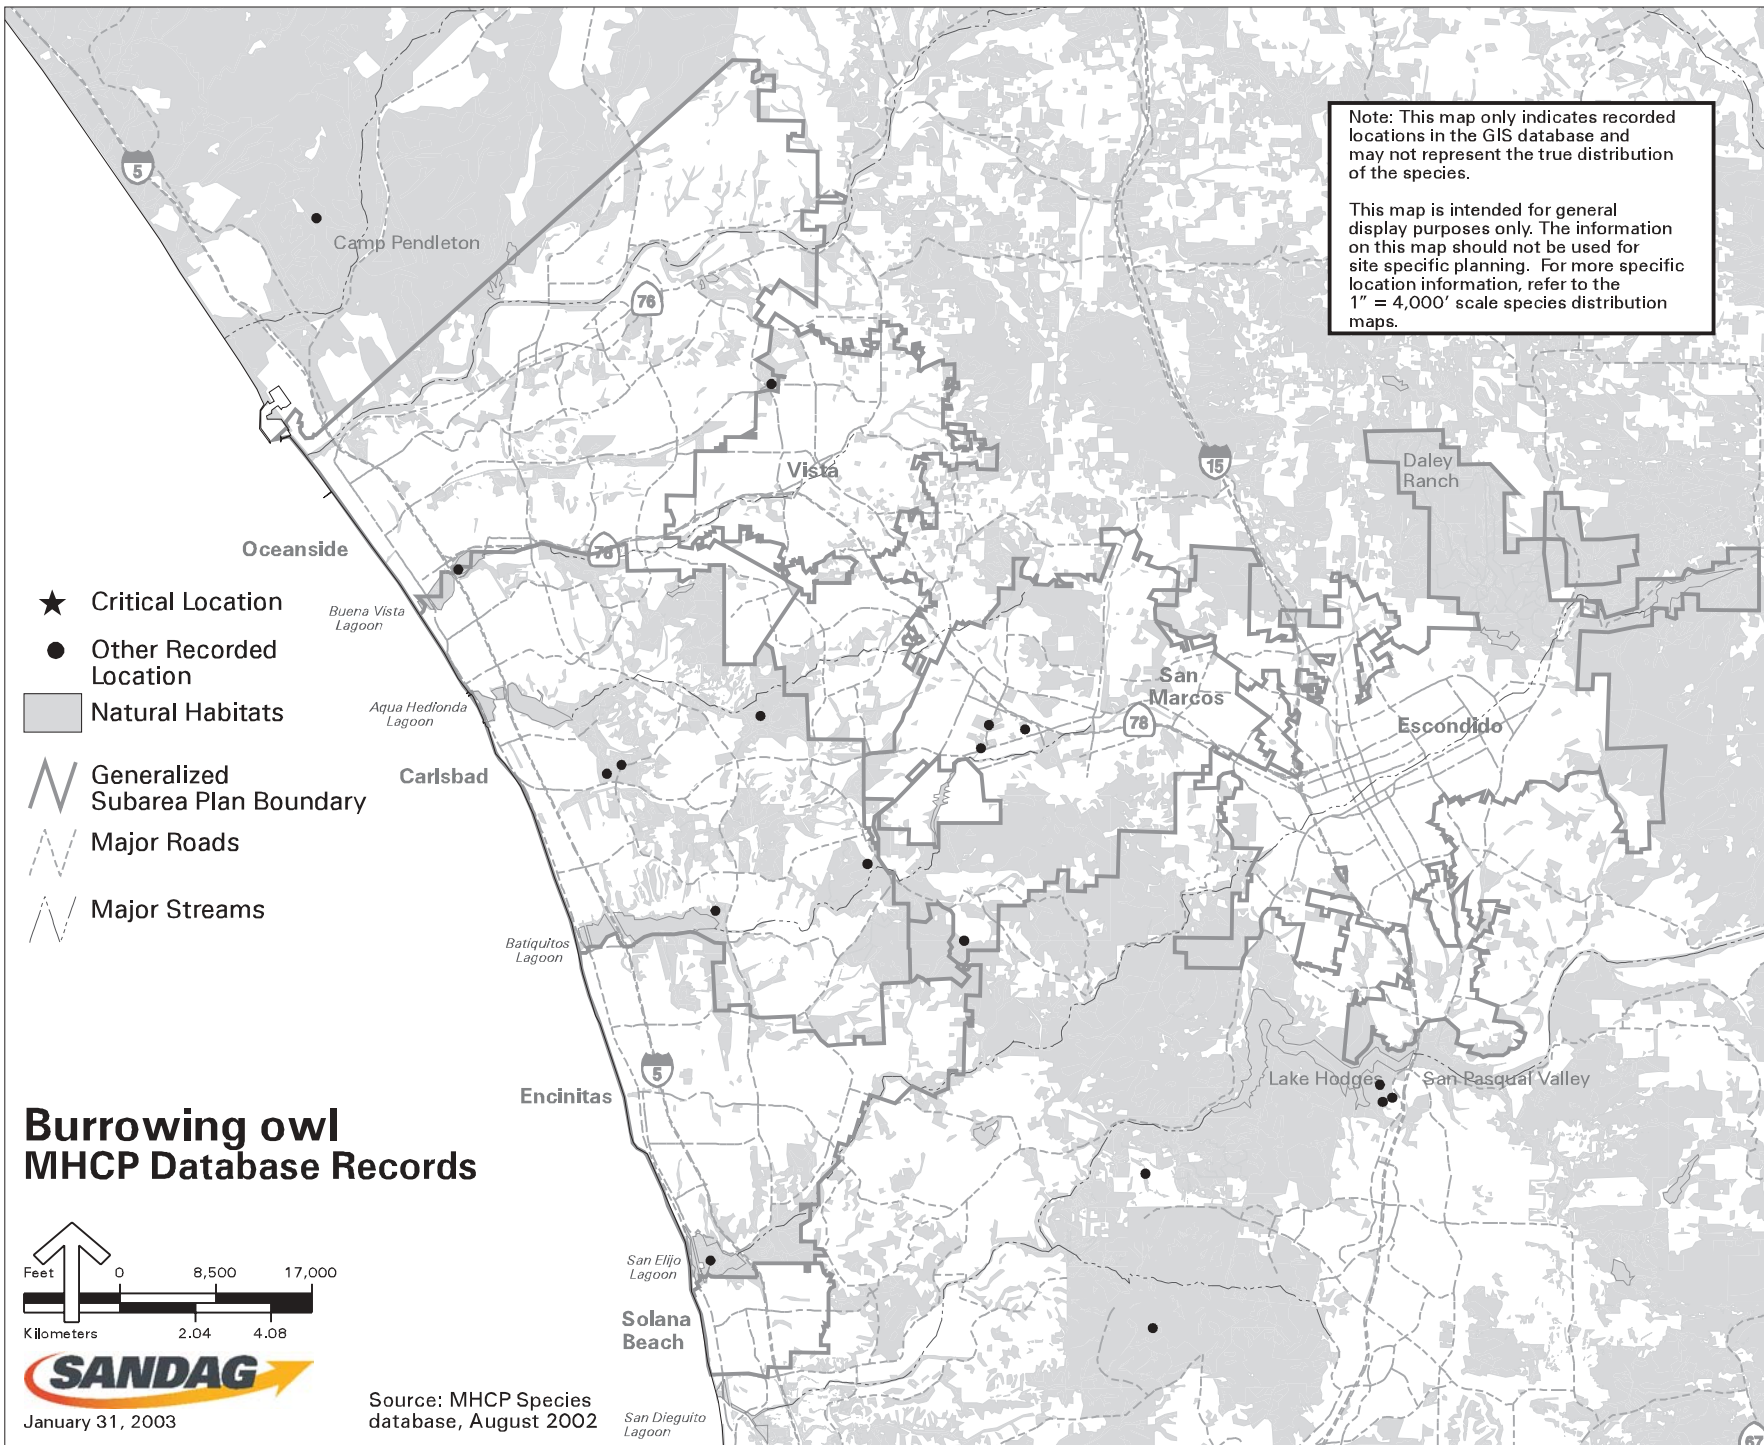 Note: This map only indicates recorded
locations in the GIS database and
may not represent the true distribution
of the species.
This map is intended for general
display purposes only. The information
on this map should not be used for
site specific planning. For more specific
location information, refer to the
1” = 4,000’ scale species distribution
maps.
5
Camp Pendleton
76
15
Daley
Ranch
Vista
Oceanside
78
Critical Location
Buena Vista
Lagoon
Other Recorded
Location
Natural Habitats
San
Marcos
Aqua Hedionda
Lagoon
78
Escondido
Generalized
Subarea Plan Boundary
Carlsbad
Major Roads
Major Streams
Batiquitos
Lagoon
5
Encinitas
Lake Hodges
San Pasqual Valley
Burrowing owl
MHCP Database Records
San Elijo
Lagoon
Feet 0 8,500 17,000
Kilometers 2.04 4.08
Solana
Beach
SANDAG
January 31, 2003
Source: MHCP Species
database, August 2002
San Dieguito
Lagoon
67